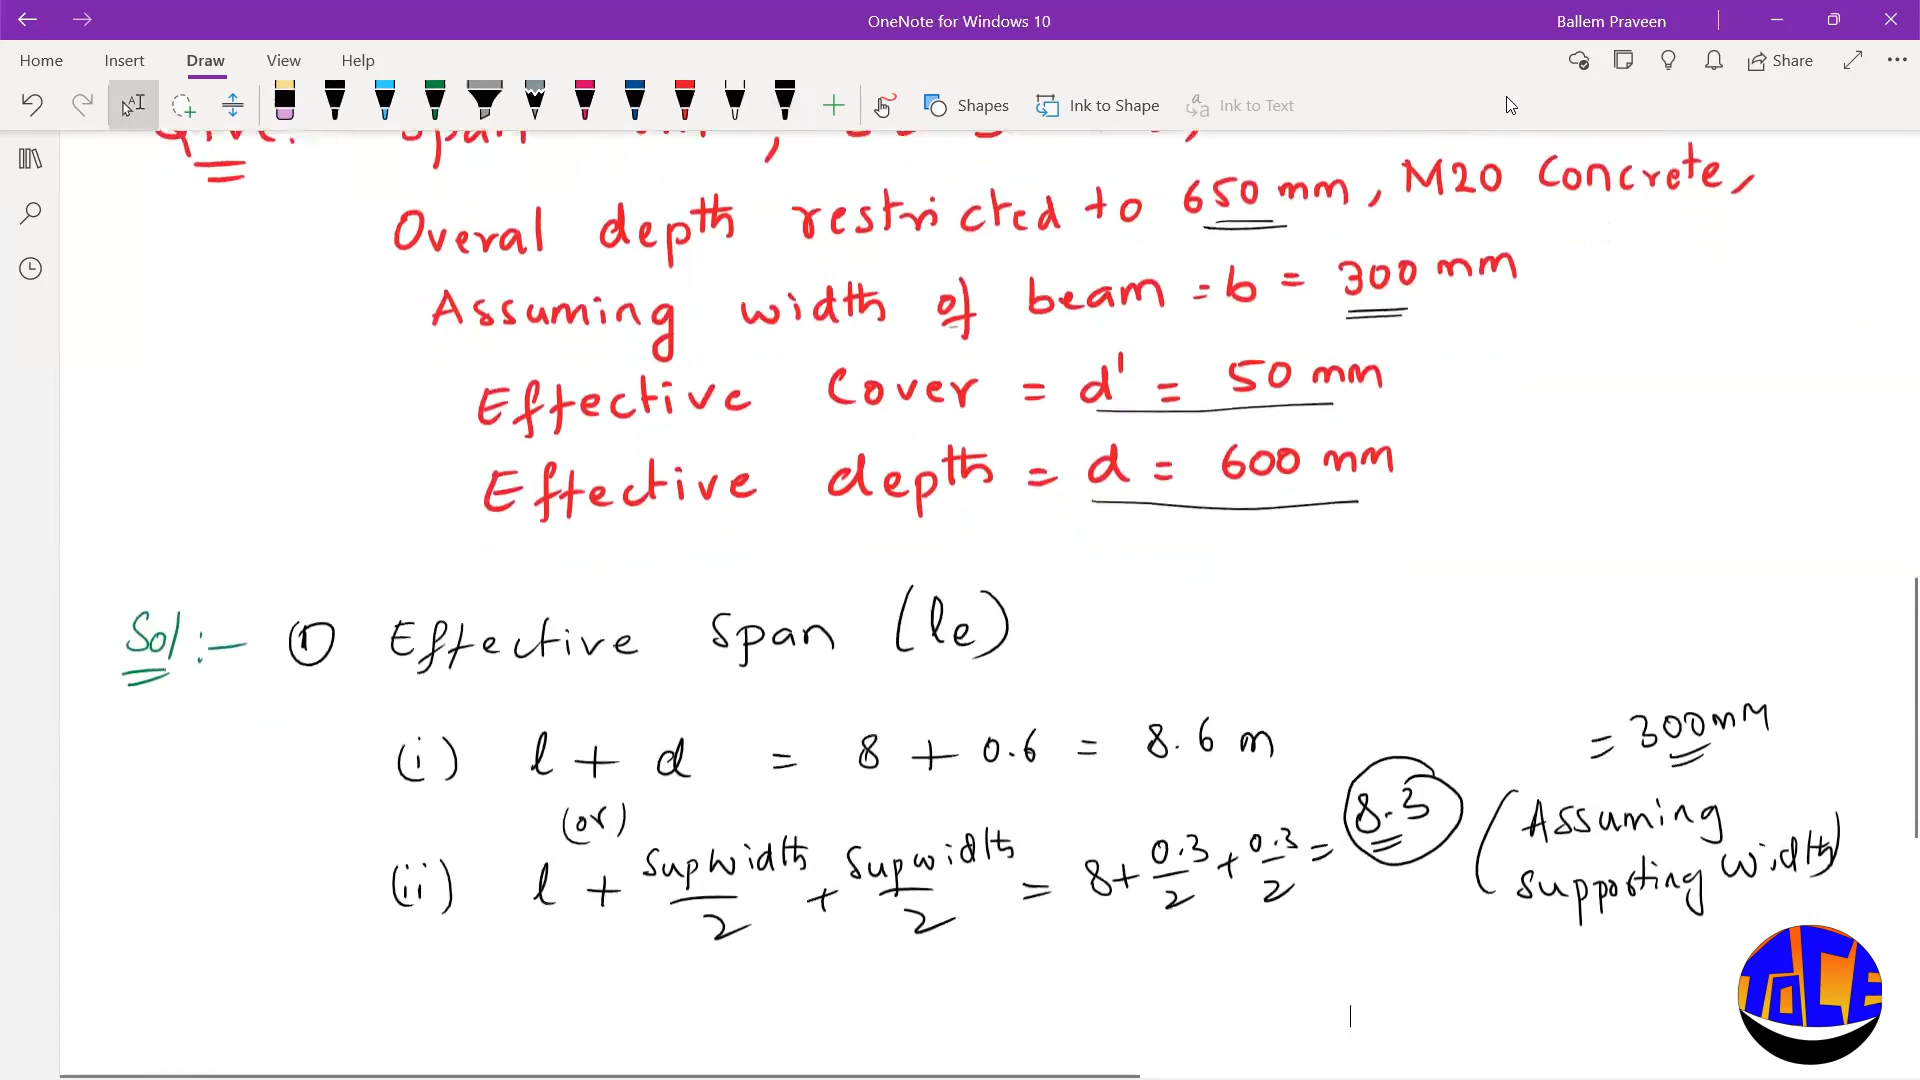 OneNote for Windows 10
Ballem Praveen
Home Insert Draw View Help
Share
Shapes Ink to Shape Ink to Text
Overal depth restricted to 650 mm, M20 Concrete,
Assuming width of beam = b = 300 mm
Effective Cover = d' = 50 mm
Effective depth = d = 600 mm
Sol :- ① Effective Span (le)
(i) l + d = 8 + 0.6 = 8.6 m
(or)
(ii) l + Sup width/2 + Sup width/2 = 8 + 0.3/2 + 0.3/2 = 8.3
= 300 mm
(Assuming
supporting width)
TOCE